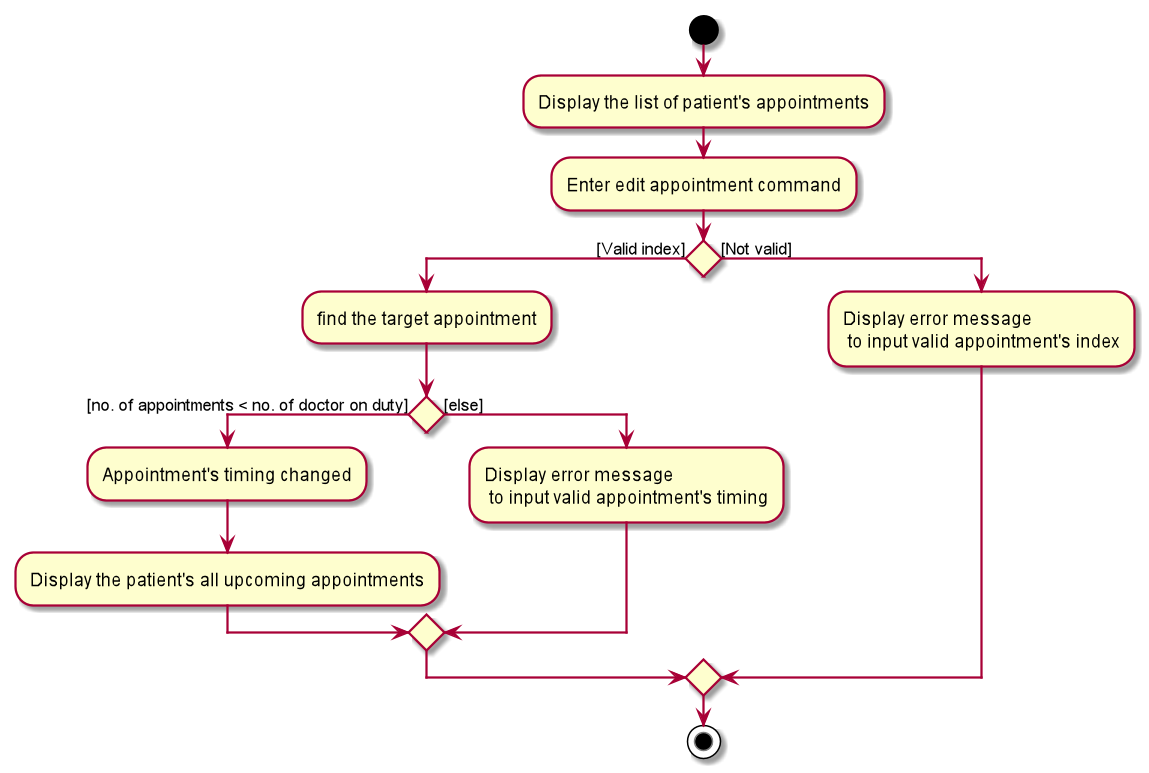 Display the list of patient's appointments
Enter edit appointment command
[Valid index]
[Not valid]
find the target appointment
Display error message
to input valid appointment's index
[no. of appointments < no. of doctor on duty]
[else]
Appointment's timing changed
Display error message
to input valid appointment's timing
Display the patient's all upcoming appointments